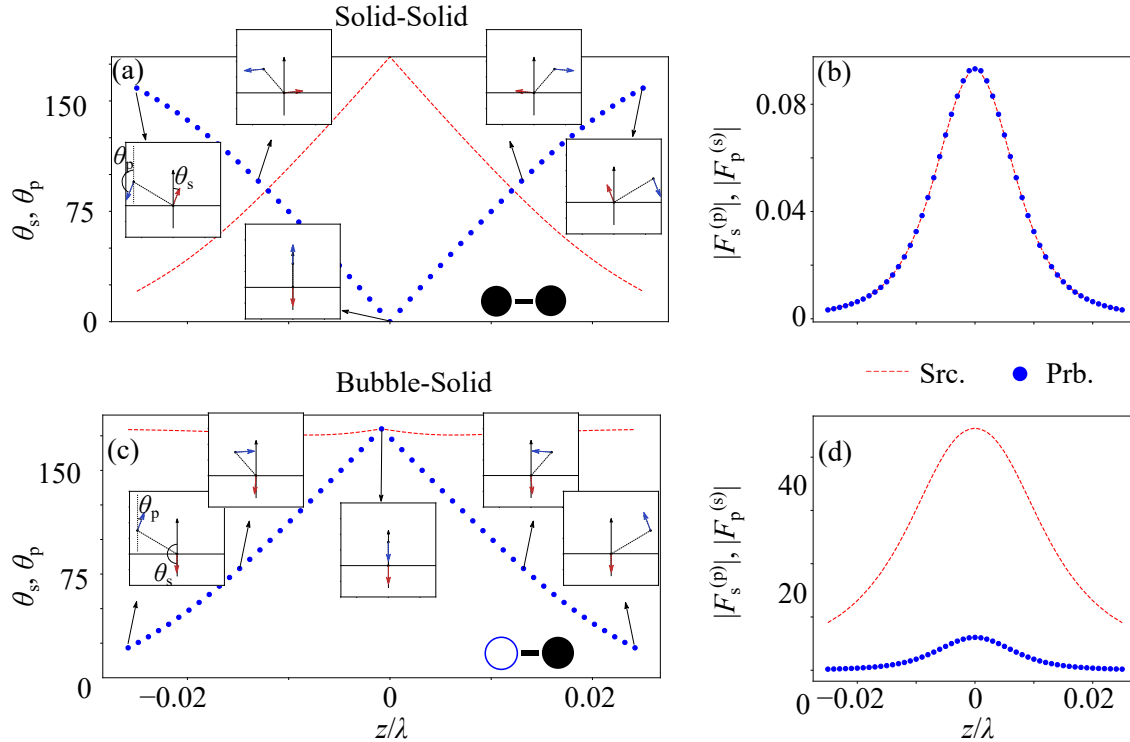 Solid-Solid
(a)
150
75
0
θs, θp
θp
θs
(b)
0.08
0.04
0
|Fs(p)|, |Fp(s)|
Src.
Prb.
Bubble-Solid
(c)
150
75
0
θs, θp
θp
θs
−0.02
0
0.02
z/λ
(d)
40
20
0
|Fs(p)|, |Fp(s)|
−0.02
0
0.02
z/λ